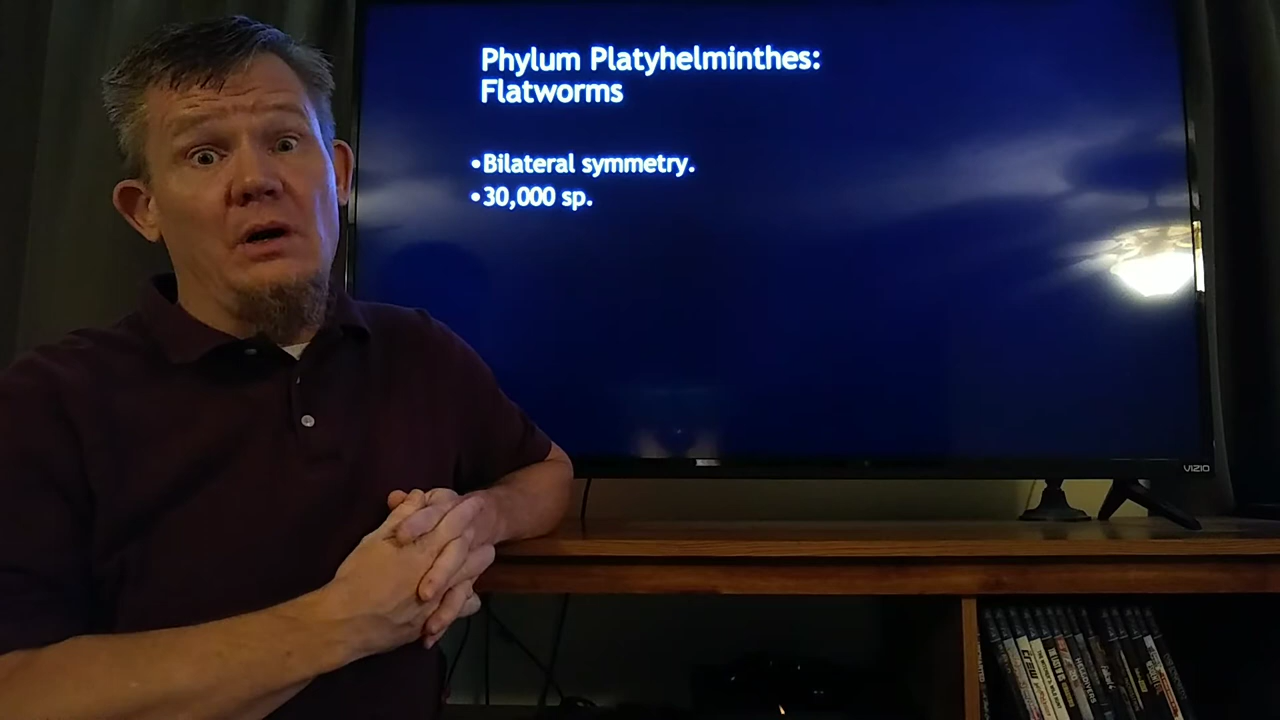 Phylum Platyhelminthes:
Flatworms
•Bilateral symmetry.
•30,000 sp.
VIZIO